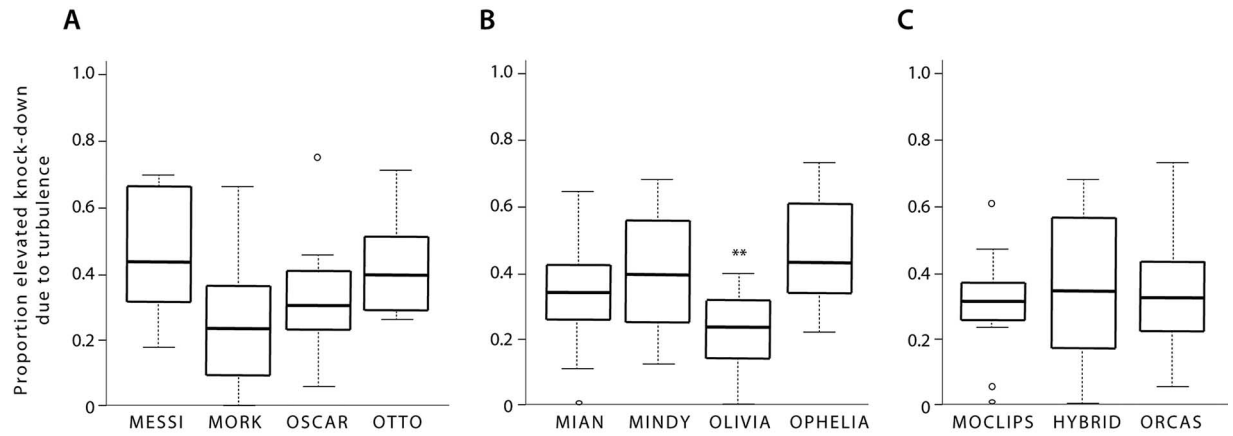 A
B
C
Proportion elevated knock-down
due to turbulence
1.0
0.8
0.6
0.4
0.2
0
MESSI MORK OSCAR OTTO
1.0
0.8
0.6
0.4
0.2
0
**
MIAN MINDY OLIVIA OPHELIA
1.0
0.8
0.6
0.4
0.2
0
MOCLIPS HYBRID ORCAS